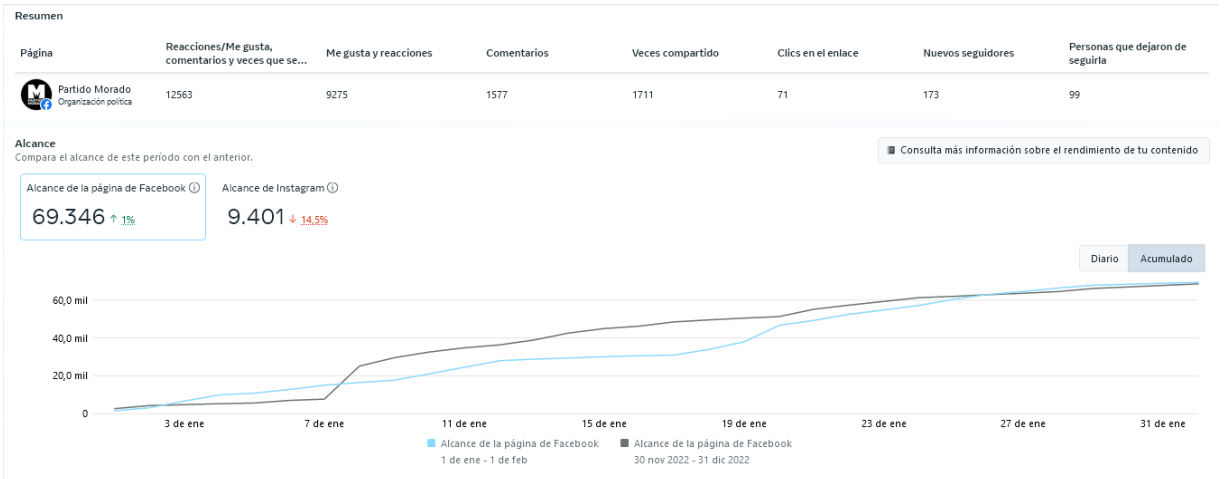 Resumen
Página
Reacciones/Me gusta,
comentarios y veces que se...
Me gusta y reacciones
Comentarios
Veces compartido
Clics en el enlace
Nuevos seguidores
Personas que dejaron de
seguirla
Partido Morado
Organización política
12563
9275
1577
1711
71
173
99
Alcance
Compara el alcance de este período con el anterior.
Consulta más información sobre el rendimiento de tu contenido
Alcance de la página de Facebook
69.346 ↑ 1%
Alcance de Instagram
9.401 ↓ 14,5%
Diario
Acumulado
60,0 mil
40,0 mil
20,0 mil
0
3 de ene
7 de ene
11 de ene
15 de ene
19 de ene
23 de ene
27 de ene
31 de ene
Alcance de la página de Facebook
1 de ene - 1 de feb
Alcance de la página de Facebook
30 nov 2022 - 31 dic 2022